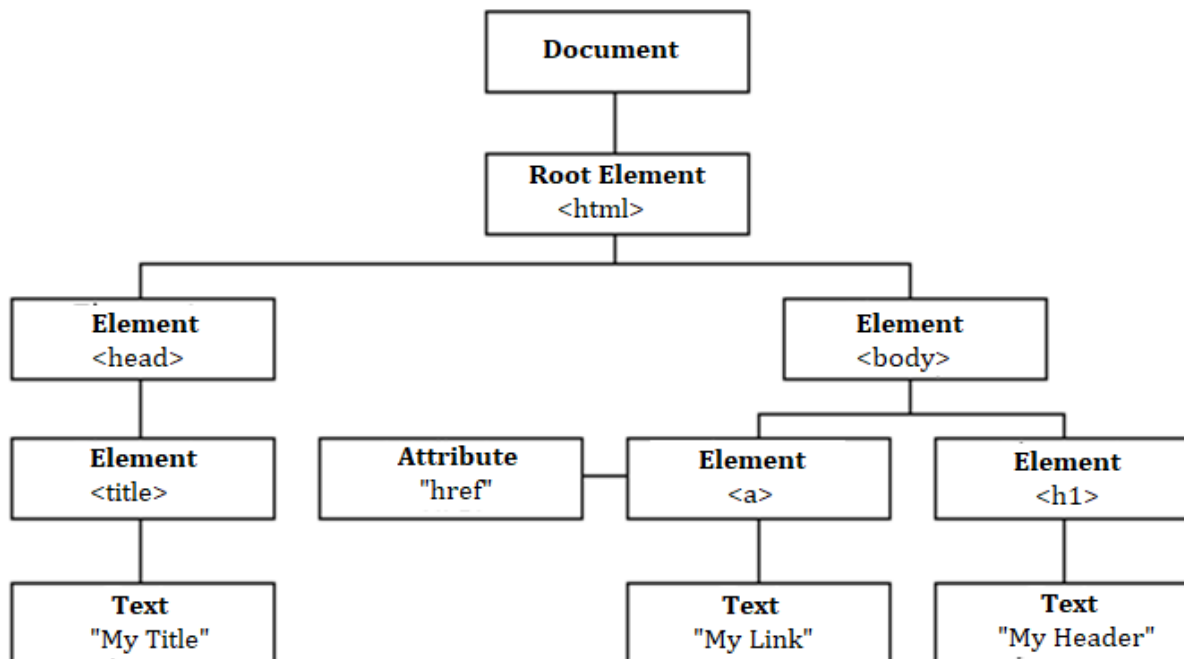 Document
Root Element
<html>
Element
<head>
Element
<body>
Element
<title>
Attribute
"href"
Element
<a>
Element
<h1>
Text
"My Title"
Text
"My Link"
Text
"My Header"